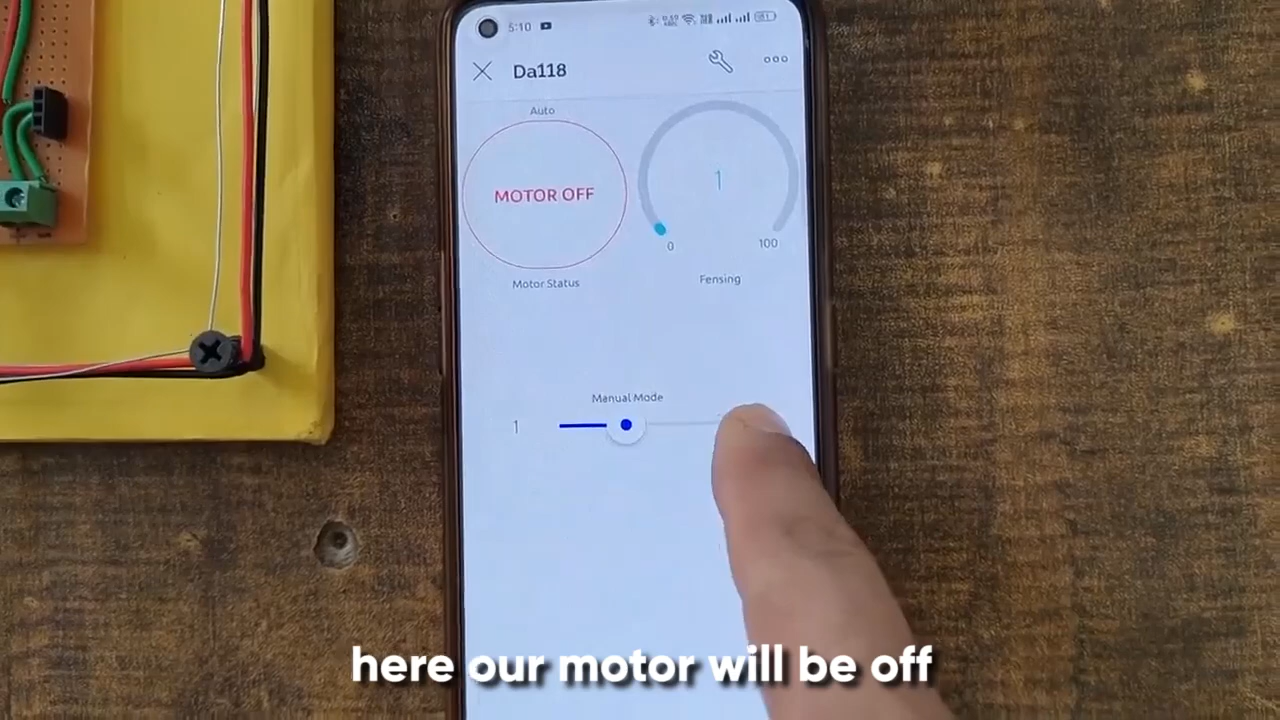 5:10
Da118
Auto
MOTOR OFF
Motor Status
1
0
100
Fensing
Manual Mode
1
here our motor will be off